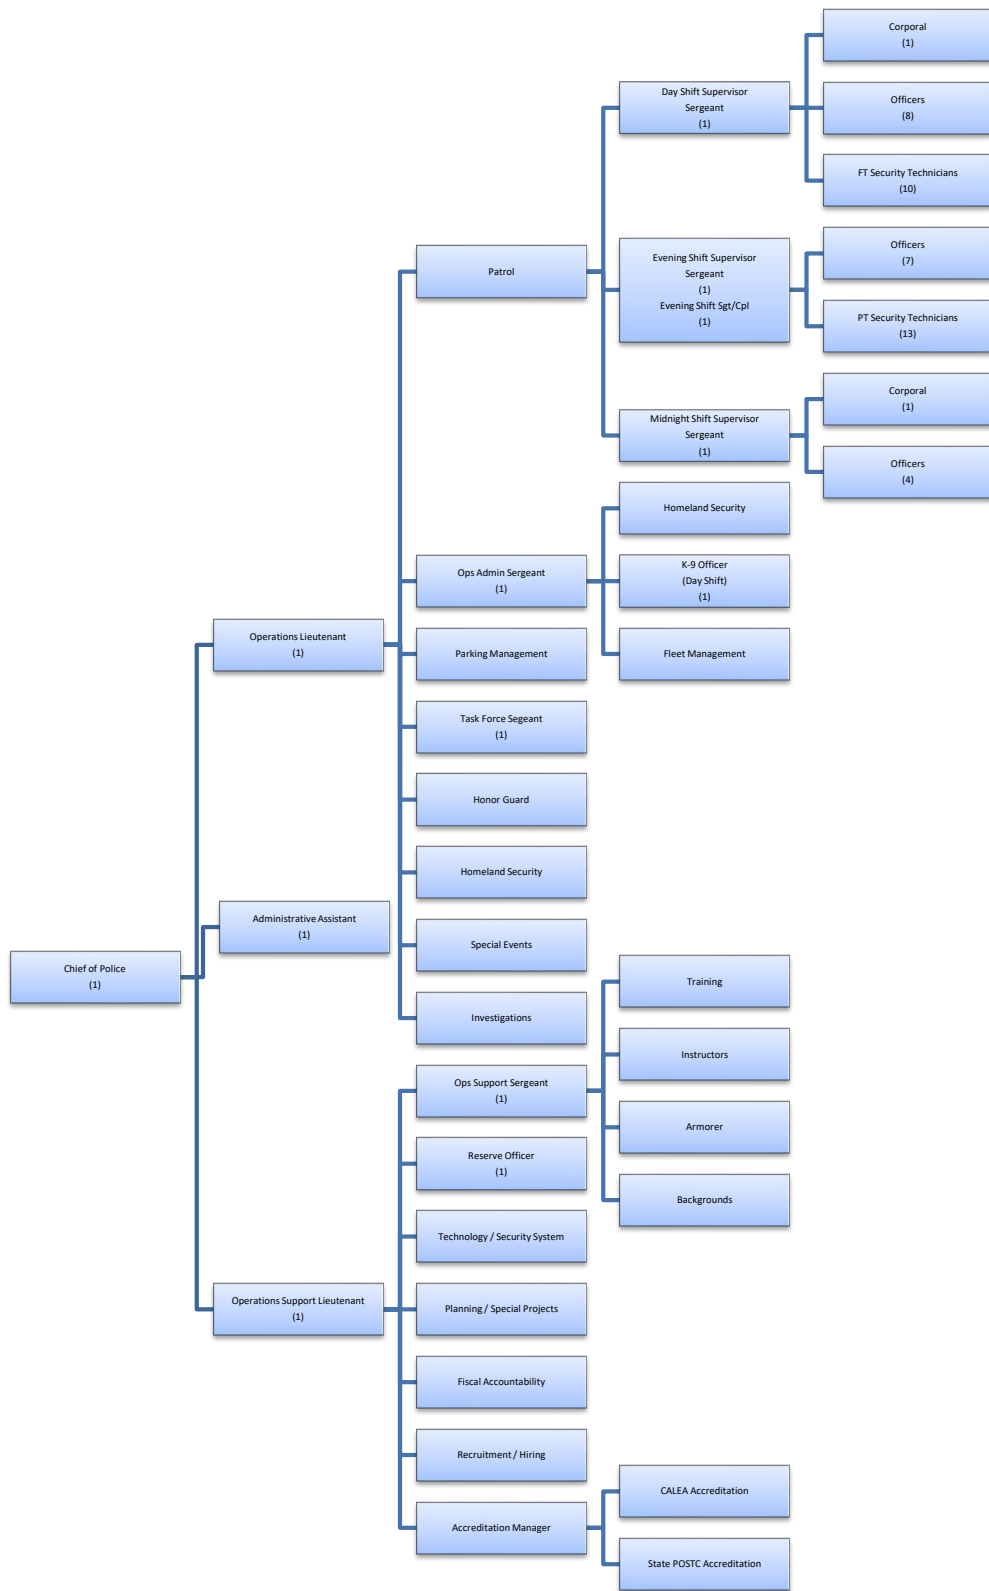 Corporal
(1)
Day Shift Supervisor
Sergeant
(1)
Officers
(8)
FT Security Technicians
(10)
Patrol
Evening Shift Supervisor
Sergeant
(1)
Evening Shift Sgt/Cpl
(1)
Officers
(7)
PT Security Technicians
(13)
Midnight Shift Supervisor
Sergeant
(1)
Corporal
(1)
Officers
(4)
Homeland Security
Ops Admin Sergeant
(1)
K-9 Officer
(Day Shift)
(1)
Operations Lieutenant
(1)
Parking Management
Fleet Management
Task Force Segeant
(1)
Honor Guard
Homeland Security
Administrative Assistant
(1)
Special Events
Chief of Police
(1)
Training
Investigations
Instructors
Ops Support Sergeant
(1)
Armorer
Reserve Officer
(1)
Backgrounds
Technology / Security System
Operations Support Lieutenant
(1)
Planning / Special Projects
Fiscal Accountability
Recruitment / Hiring
CALEA Accreditation
Accreditation Manager
State POSTC Accreditation